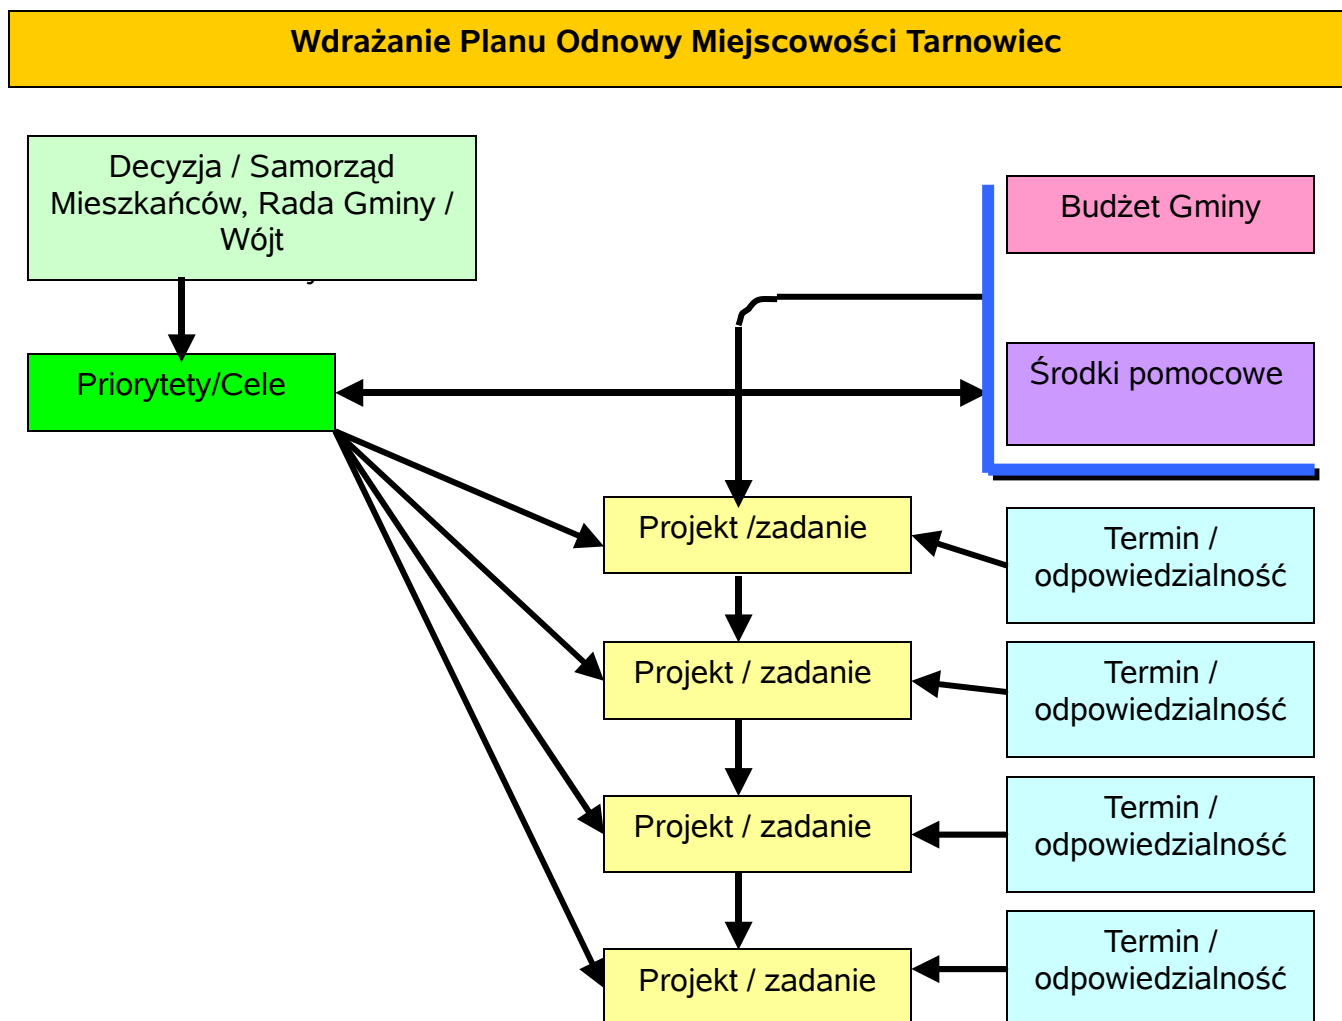 Wdrażanie Planu Odnowy Miejscowości Tarnowiec
Decyzja / Samorząd
Mieszkańców, Rada Gminy /
Wójt
Budżet Gminy
Priorytety/Cele
Środki pomocowe
Projekt /zadanie
Termin /
odpowiedzialność
Projekt / zadanie
Termin /
odpowiedzialność
Projekt / zadanie
Termin /
odpowiedzialność
Projekt / zadanie
Termin /
odpowiedzialność